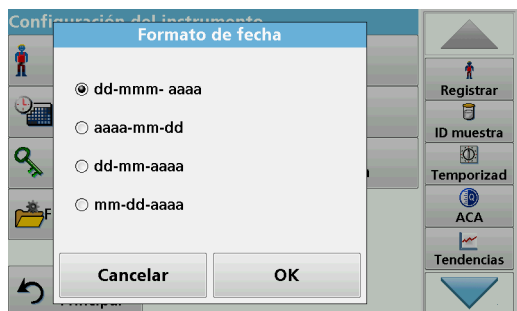 Configuración del instrumento
Formato de fecha
dd-mmm- aaaa
aaaa-mm-dd
dd-mm-aaaa
mm-dd-aaaa
Cancelar
OK
Principal
Registrar
ID muestra
Temporizad
ACA
Tendencias